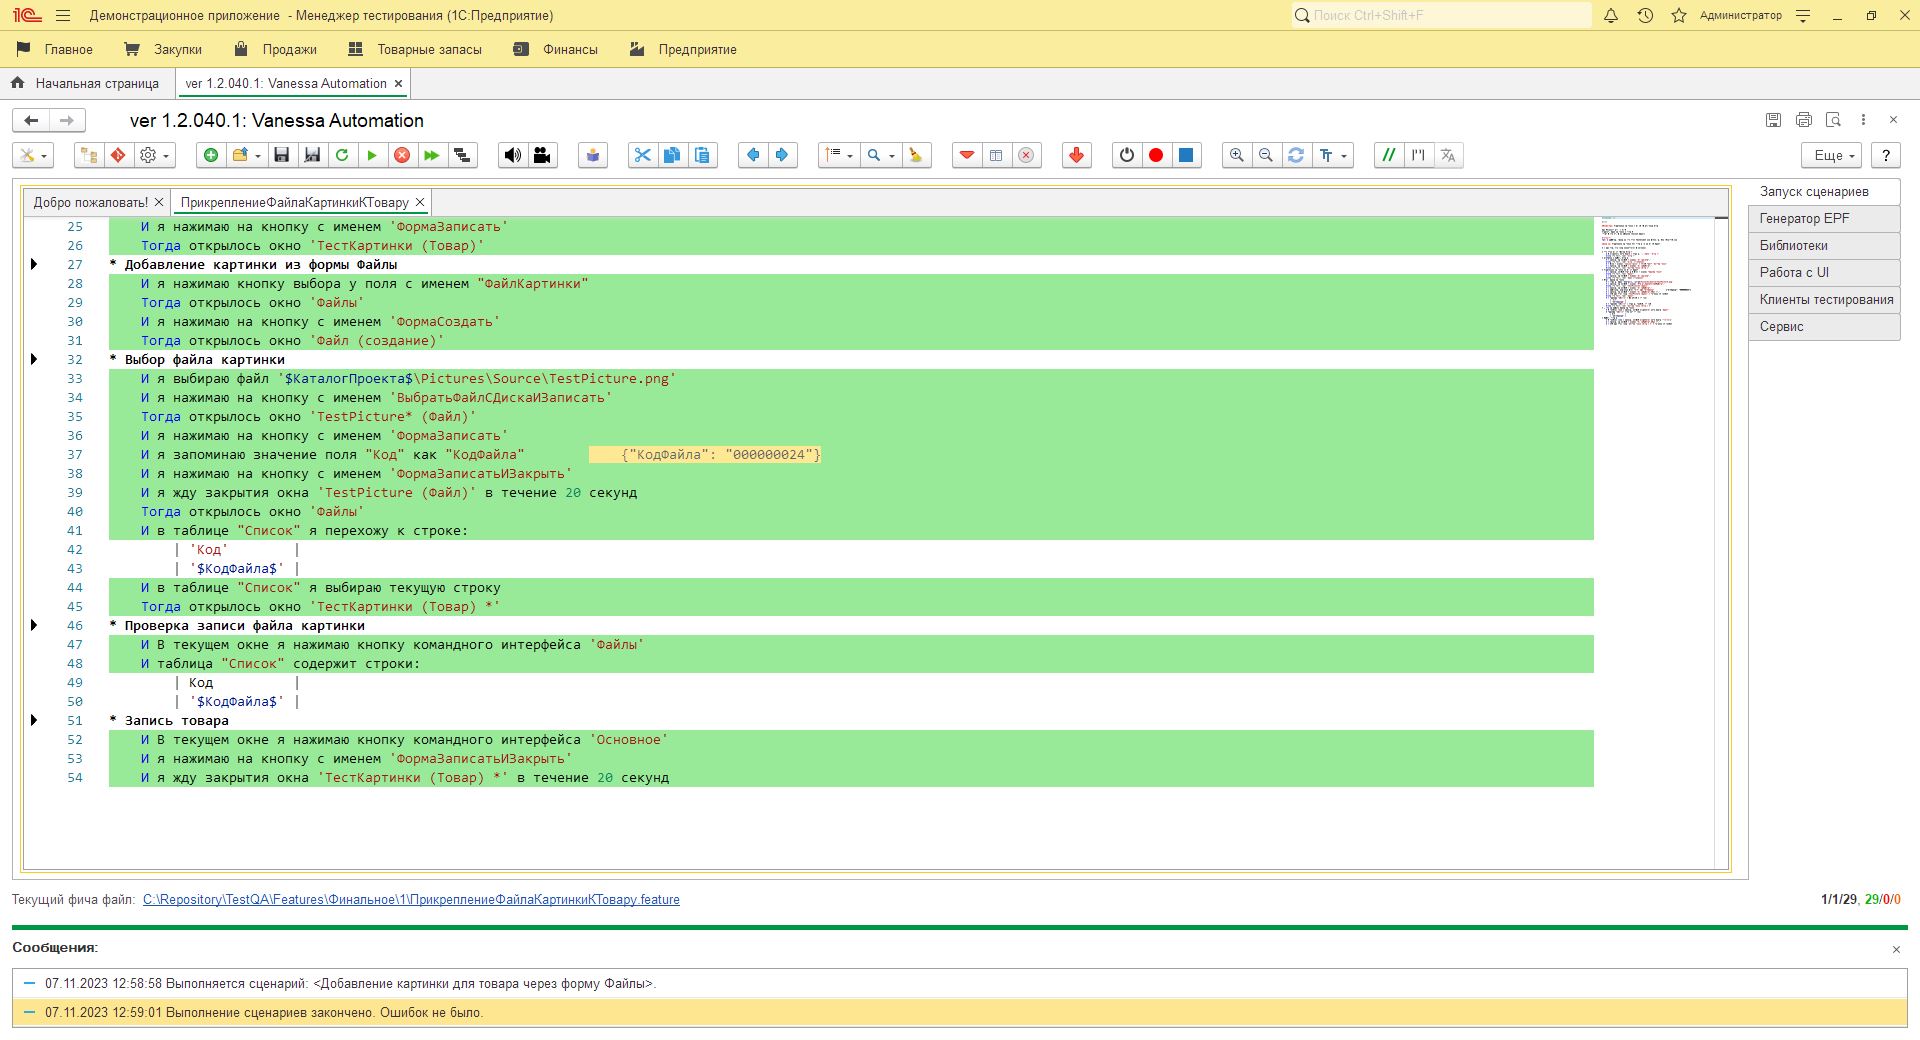 Демонстрационное приложение - Менеджер тестирования (1С:Предприятие)
Поиск Ctrl+Shift+F
Администратор
Главное
Закупки
Продажи
Товарные запасы
Финансы
Предприятие
Начальная страница
ver 1.2.040.1: Vanessa Automation
ver 1.2.040.1: Vanessa Automation
Еще
?
Добро пожаловать!
ПрикреплениеФайлаКартинкиКТовару
25 И я нажимаю на кнопку с именем 'ФормаЗаписать'
26 Тогда открылось окно 'ТестКартинки (Товар)'
27 * Добавление картинки из формы Файлы
28 И я нажимаю кнопку выбора у поля с именем "ФайлКартинки"
29 Тогда открылось окно 'Файлы'
30 И я нажимаю на кнопку с именем 'ФормаСоздать'
31 Тогда открылось окно 'Файл (создание)'
32 * Выбор файла картинки
33 И я выбираю файл '$КаталогПроекта$\Pictures\Source\TestPicture.png'
34 И я нажимаю на кнопку с именем 'ВыбратьФайлСДискаИЗаписать'
35 Тогда открылось окно 'TestPicture* (Файл)'
36 И я нажимаю на кнопку с именем 'ФормаЗаписать'
37 И я запоминаю значение поля "Код" как "КодФайла" {"КодФайла": "000000024"}
38 И я нажимаю на кнопку с именем 'ФормаЗаписатьИЗакрыть'
39 И я жду закрытия окна 'TestPicture (Файл)' в течение 20 секунд
40 Тогда открылось окно 'Файлы'
41 И в таблице "Список" я перехожу к строке:
42 | 'Код' |
43 | '$КодФайла$' |
44 И в таблице "Список" я выбираю текущую строку
45 Тогда открылось окно 'ТестКартинки (Товар) *'
46 * Проверка записи файла картинки
47 И В текущем окне я нажимаю кнопку командного интерфейса 'Файлы'
48 И таблица "Список" содержит строки:
49 | Код |
50 | '$КодФайла$' |
51 * Запись товара
52 И В текущем окне я нажимаю кнопку командного интерфейса 'Основное'
53 И я нажимаю на кнопку с именем 'ФормаЗаписатьИЗакрыть'
54 И я жду закрытия окна 'ТестКартинки (Товар) *' в течение 20 секунд
Запуск сценариев
Генератор EPF
Библиотеки
Работа с UI
Клиенты тестирования
Сервис
Текущий фича файл: C:\Repository\TestQA\Features\Финальное\1\ПрикреплениеФайлаКартинкиКТовару.feature
1/1/29, 29/0/0
Сообщения:
07.11.2023 12:58:58 Выполняется сценарий: <Добавление картинки для товара через форму Файлы>.
07.11.2023 12:59:01 Выполнение сценариев закончено. Ошибок не было.